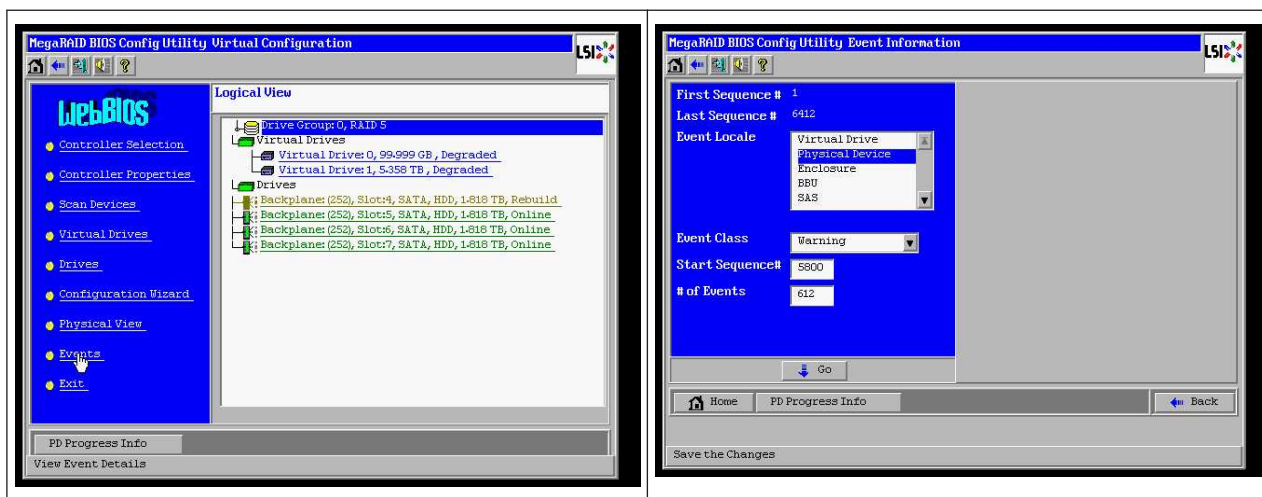 MegaRAID BIOS Config Utility Virtual Configuration
LSI
WebBIOS
Controller Selection
Controller Properties
Scan Devices
Virtual Drives
Drives
Configuration Wizard
Physical View
Events
Exit
Logical View
Drive Group: 0, RAID 5
Virtual Drives
Virtual Drive: 0, 99.999 GB, Degraded
Virtual Drive: 1, 5.358 TB, Degraded
Drives
Backplane: (252), Slot:4, SATA, HDD, 1.818 TB, Rebuild
Backplane: (252), Slot:5, SATA, HDD, 1.818 TB, Online
Backplane: (252), Slot:6, SATA, HDD, 1.818 TB, Online
Backplane: (252), Slot:7, SATA, HDD, 1.818 TB, Online
PD Progress Info
View Event Details
MegaRAID BIOS Config Utility Event Information
LSI
First Sequence # 1
Last Sequence # 6412
Event Locale
Virtual Drive
Physical Device
Enclosure
BBU
SAS
Event Class Warning
Start Sequence# 5800
# of Events 612
Go
Home PD Progress Info Back
Save the Changes